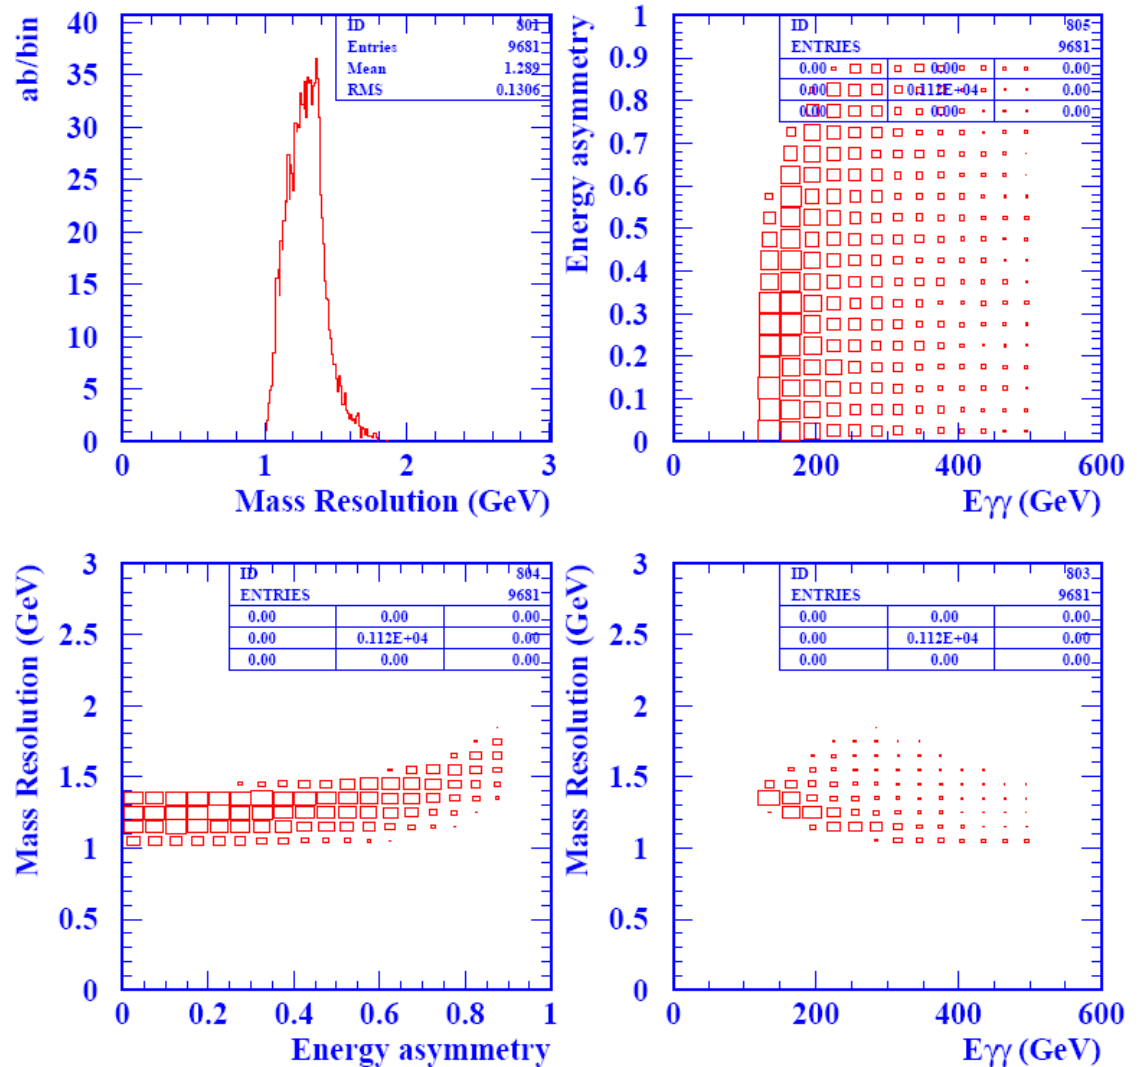 ab/bin
40
35
30
25
20
15
10
5
0
0 1 2 3
Mass Resolution (GeV)
ID 801
Entries 9681
Mean 1.289
RMS 0.1306
Energy asymmetry
1
0.9
0.8
0.7
0.6
0.5
0.4
0.3
0.2
0.1
0
0 200 400 600
Eγγ (GeV)
ID 805
ENTRIES 9681
0.00 0.00 0.00
0.00 0.112E+04 0.00
0.00 0.00 0.00
Mass Resolution (GeV)
3
2.5
2
1.5
1
0.5
0
0 0.2 0.4 0.6 0.8 1
Energy asymmetry
ID 804
ENTRIES 9681
0.00 0.00 0.00
0.00 0.112E+04 0.00
0.00 0.00 0.00
Mass Resolution (GeV)
3
2.5
2
1.5
1
0.5
0
0 200 400 600
Eγγ (GeV)
ID 803
ENTRIES 9681
0.00 0.00 0.00
0.00 0.112E+04 0.00
0.00 0.00 0.00